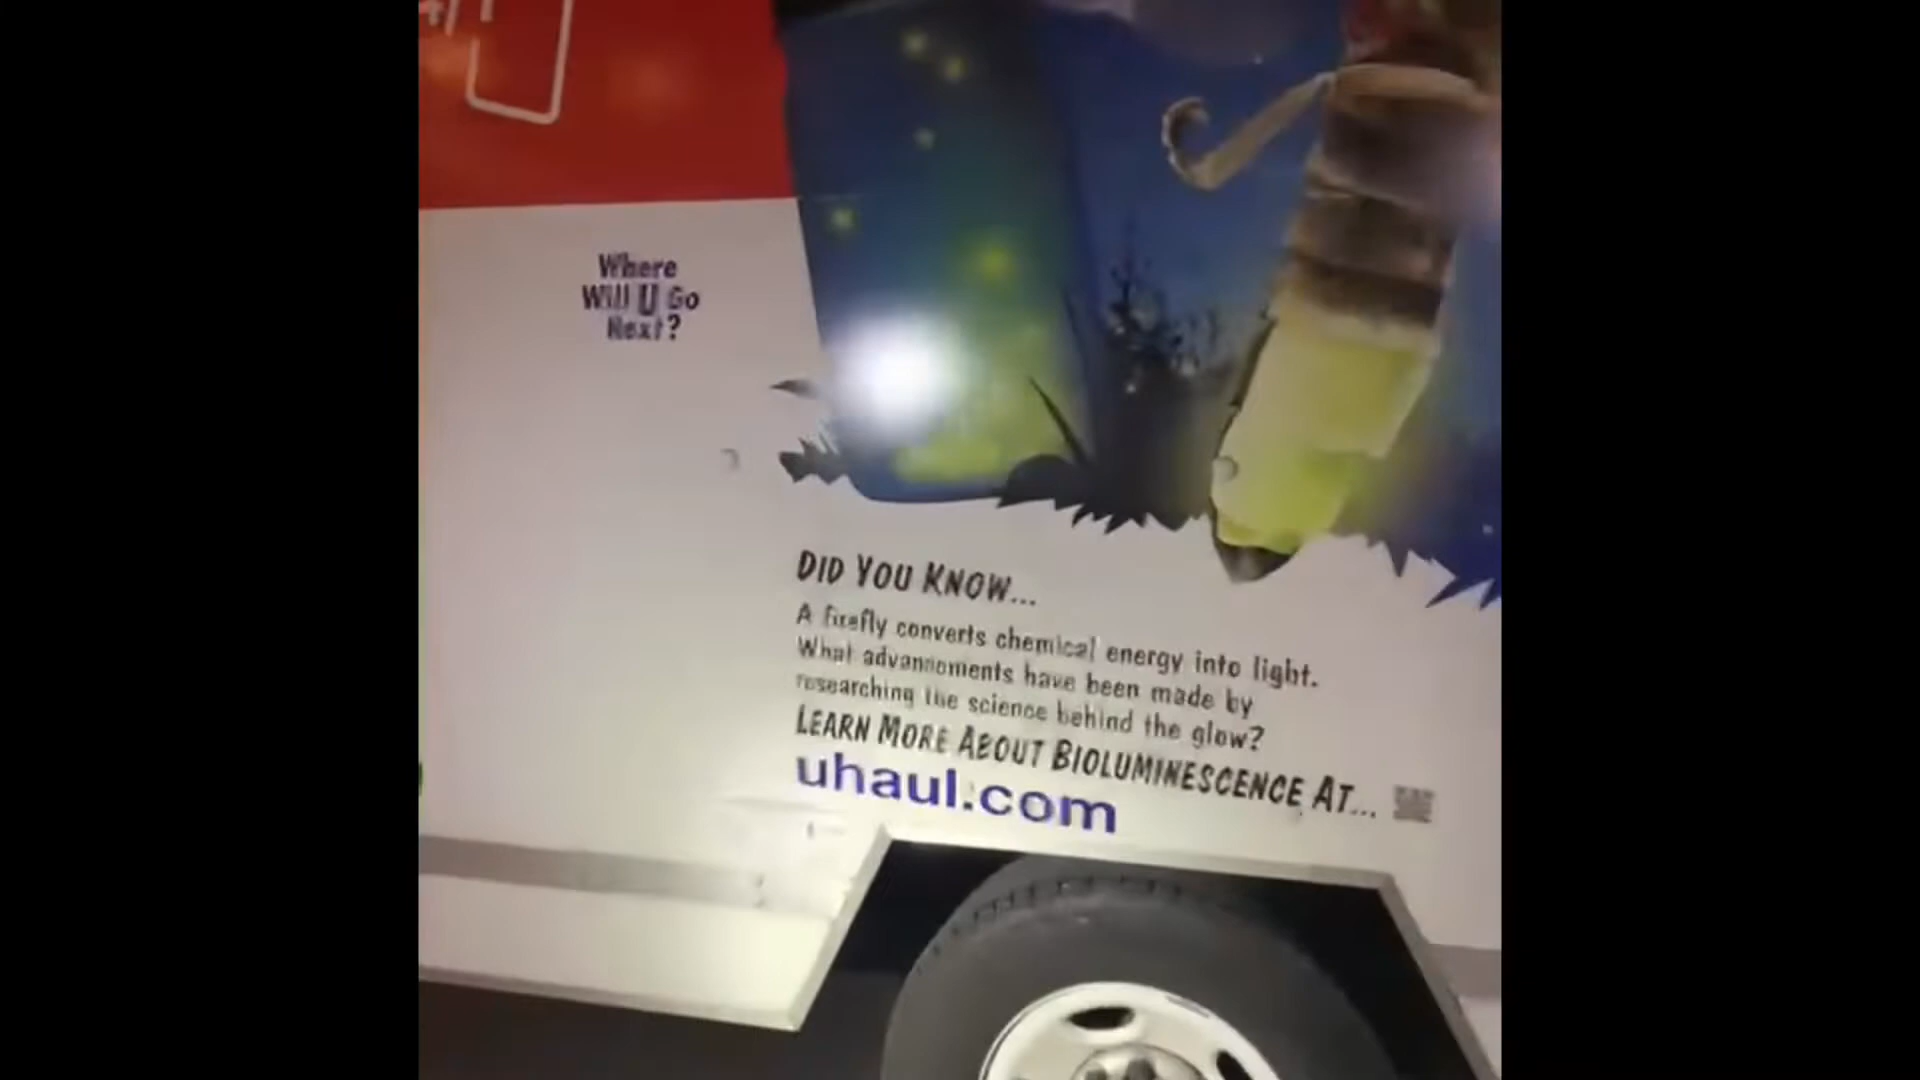 Where
Will U Go
Next?
DID YOU KNOW...
A firefly converts chemical energy into light.
What advancements have been made by
researching the science behind the glow?
LEARN MORE ABOUT BIOLUMINESCENCE AT...
uhaul.com